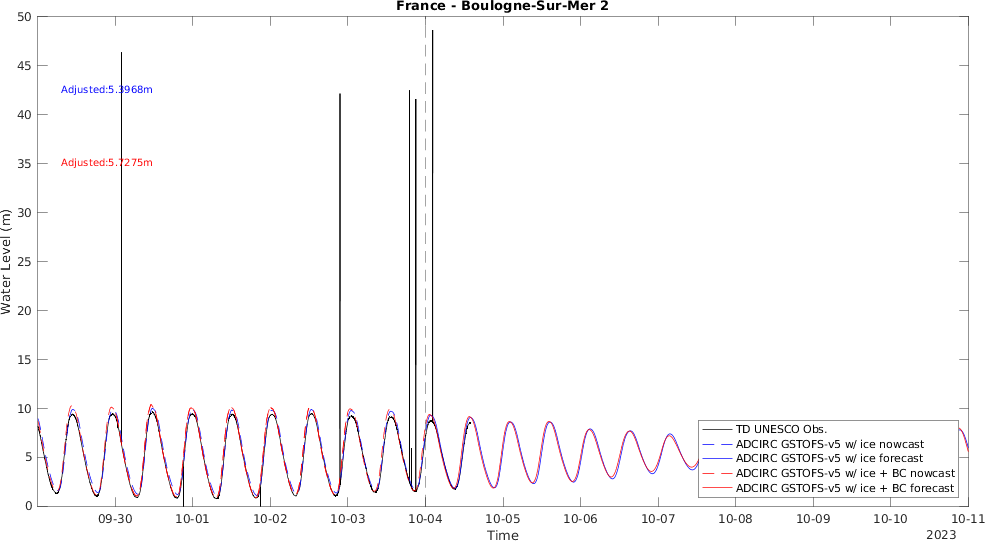 France - Boulogne-Sur-Mer 2
50
45
40
35
30
25
20
15
10
5
0
Water Level (m)
Adjusted:5.3968m
Adjusted:5.7275m
TD UNESCO Obs.
ADCIRC GSTOFS-v5 w/ ice nowcast
ADCIRC GSTOFS-v5 w/ ice forecast
ADCIRC GSTOFS-v5 w/ ice + BC nowcast
ADCIRC GSTOFS-v5 w/ ice + BC forecast
09-30 10-01 10-02 10-03 10-04 10-05 10-06 10-07 10-08 10-09 10-10 10-11
Time
2023